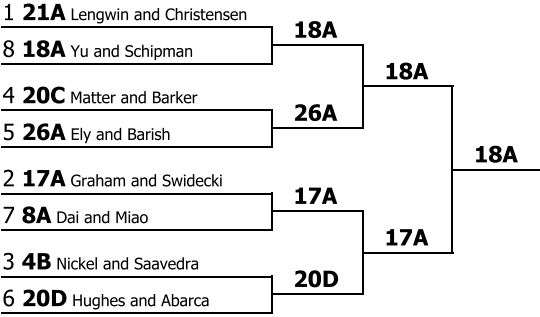 1 21A Lengwin and Christensen
8 18A Yu and Schipman
4 20C Matter and Barker
5 26A Ely and Barish
2 17A Graham and Swidecki
7 8A Dai and Miao
3 4B Nickel and Saavedra
6 20D Hughes and Abarca
18A
26A
17A
20D
18A
17A
18A